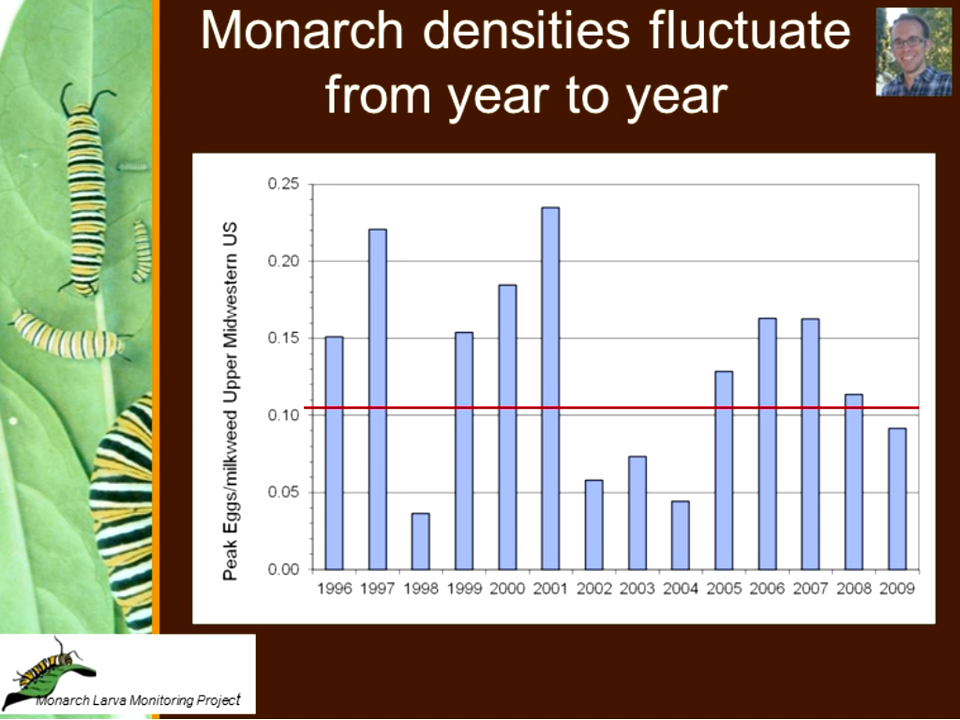 Monarch densities fluctuate
from year to year
Peak Eggs/milkweed Upper Midwestern US
0.25
0.20
0.15
0.10
0.05
0.00
1996 1997 1998 1999 2000 2001 2002 2003 2004 2005 2006 2007 2008 2009
Monarch Larva Monitoring Project